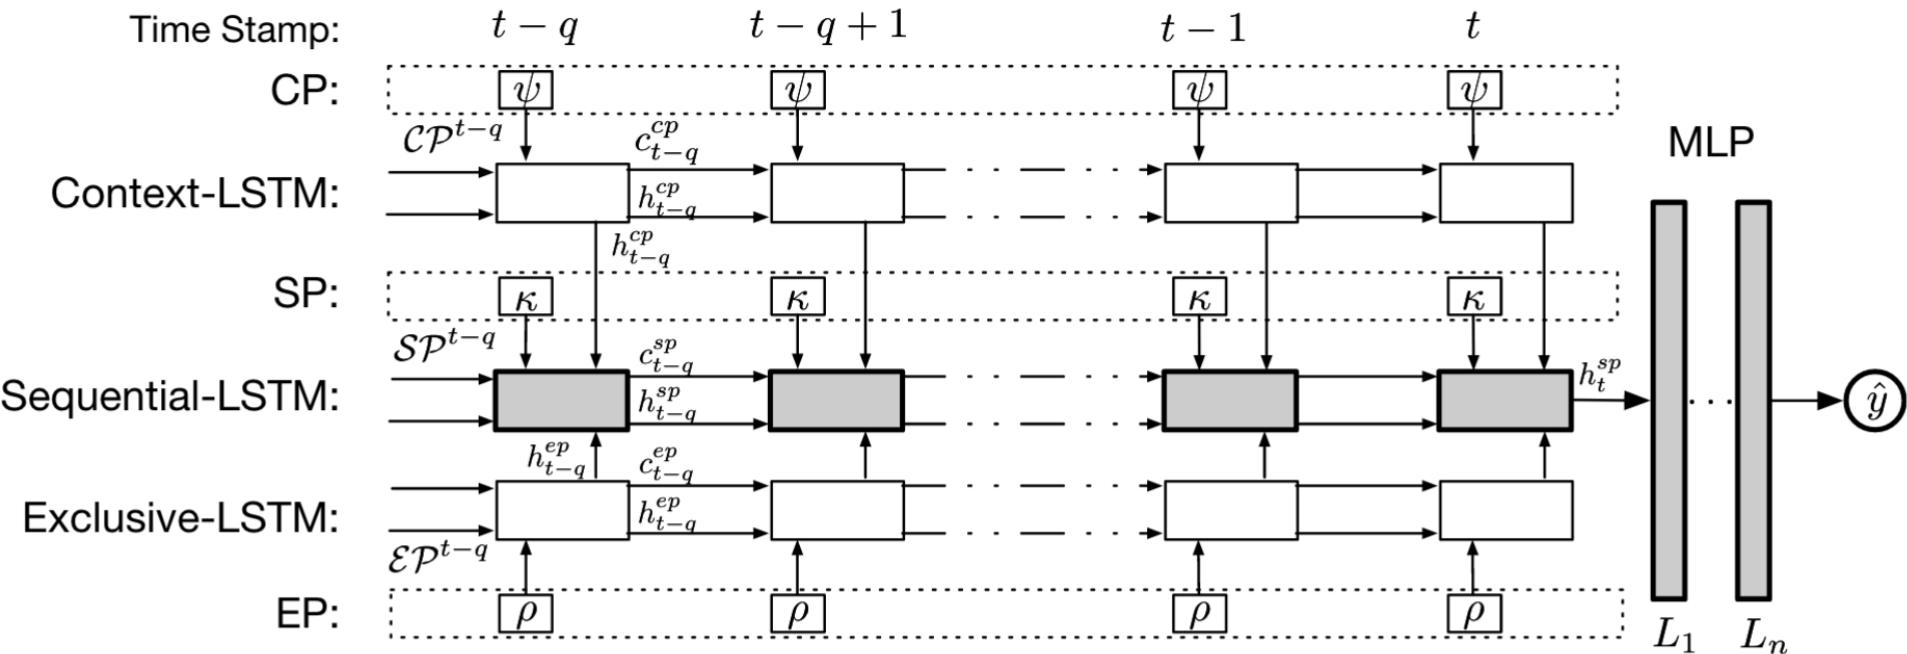 Time Stamp: t − q t − q + 1 t − 1 t
CP: ψ ψ ψ ψ
𝒞𝒫^{t−q} c^{cp}_{t−q}
MLP
Context-LSTM: h^{cp}_{t−q}
h^{cp}_{t−q}
SP: κ κ κ κ
𝒮𝒫^{t−q} c^{sp}_{t−q} h^{sp}_{t}
Sequential-LSTM: h^{sp}_{t−q} · · · ŷ
h^{ep}_{t−q} c^{ep}_{t−q}
Exclusive-LSTM: h^{ep}_{t−q}
ℰ𝒫^{t−q}
EP: ρ ρ ρ ρ
L_1 L_n